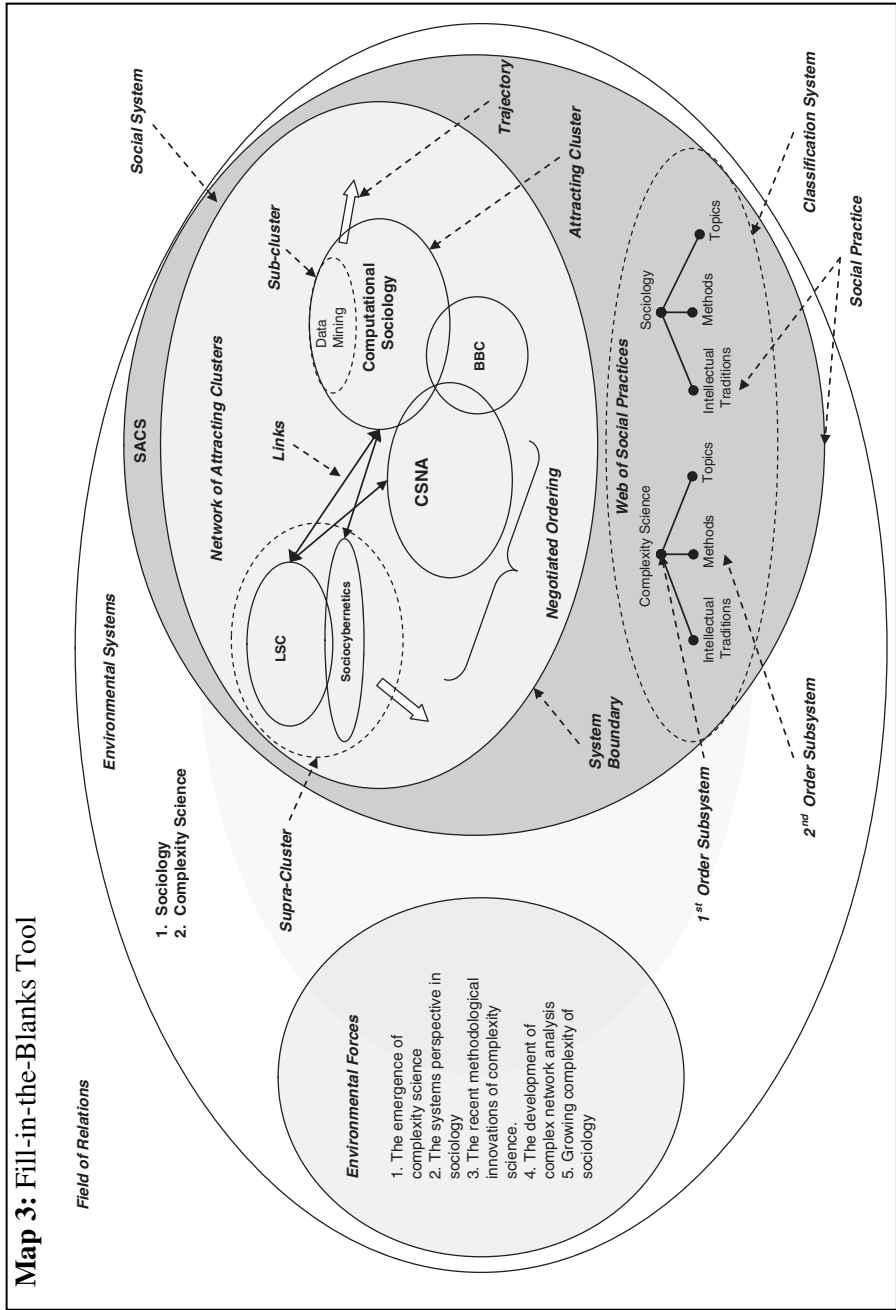 Map 3: Fill-in-the-Blanks Tool
Field of Relations
Environmental Systems
1. Sociology
2. Complexity Science
Environmental Forces
1. The emergence of
complexity science
2. The systems perspective in
sociology
3. The recent methodological
innovations of complexity
science.
4. The development of
complex network analysis
5. Growing complexity of
sociology
Supra-Cluster
Social System
SACS
Network of Attracting Clusters
LSC
Sociocybernetics
Links
Sub-cluster
Data
Mining
Computational
Sociology
Trajectory
CSNA
BBC
Attracting Cluster
Negotiated Ordering
System
Boundary
Web of Social Practices
Complexity Science
Intellectual
Traditions
Methods
Topics
Sociology
Intellectual
Traditions
Methods
Topics
1st Order Subsystem
2nd Order Subsystem
Social Practice
Classification System